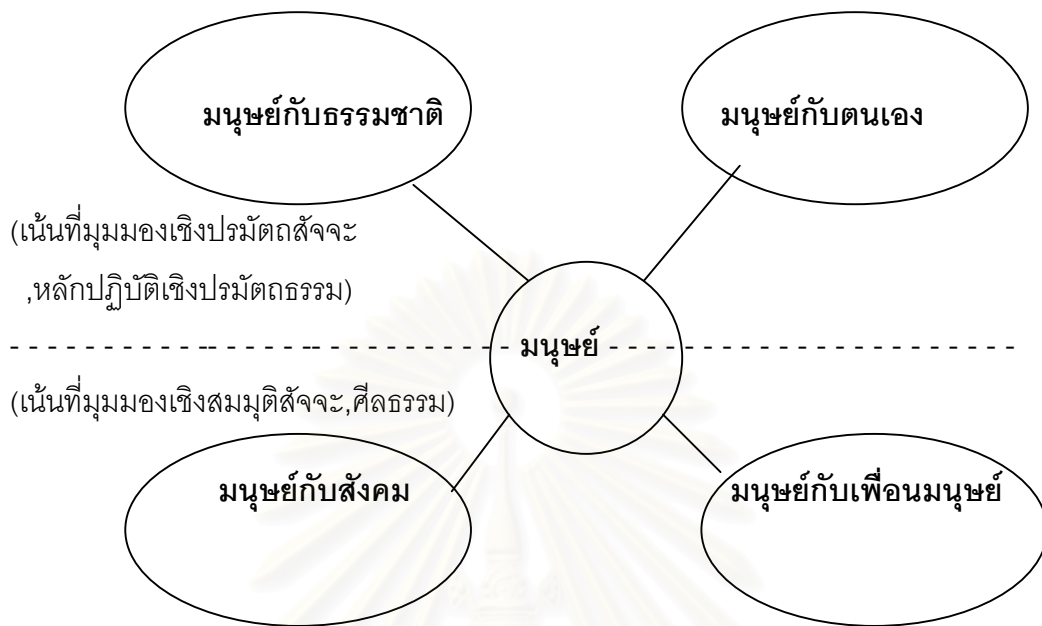 มนุษย์กับธรรมชาติ
มนุษย์กับตนเอง
(เน้นที่มุมมองเชิงปรมัตถสัจจะ
,หลักปฏิบัติเชิงปรมัตถธรรม)
มนุษย์
(เน้นที่มุมมองเชิงสมมุติสัจจะ,ศีลธรรม)
มนุษย์กับสังคม
มนุษย์กับเพื่อนมนุษย์